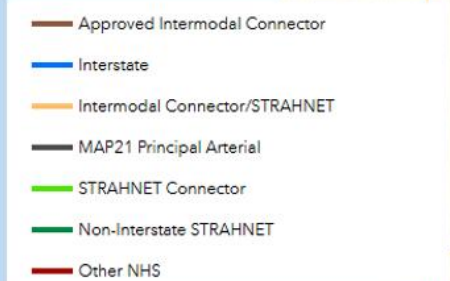 Approved Intermodal Connector
Interstate
Intermodal Connector/STRAHNET
MAP21 Principal Arterial
STRAHNET Connector
Non-Interstate STRAHNET
Other NHS